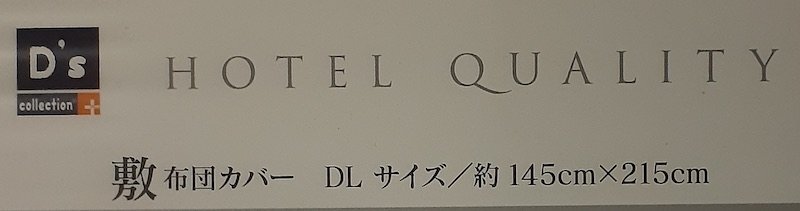 D's
collection +
HOTEL QUALITY
敷布団カバー　DL サイズ／約 145cm×215cm